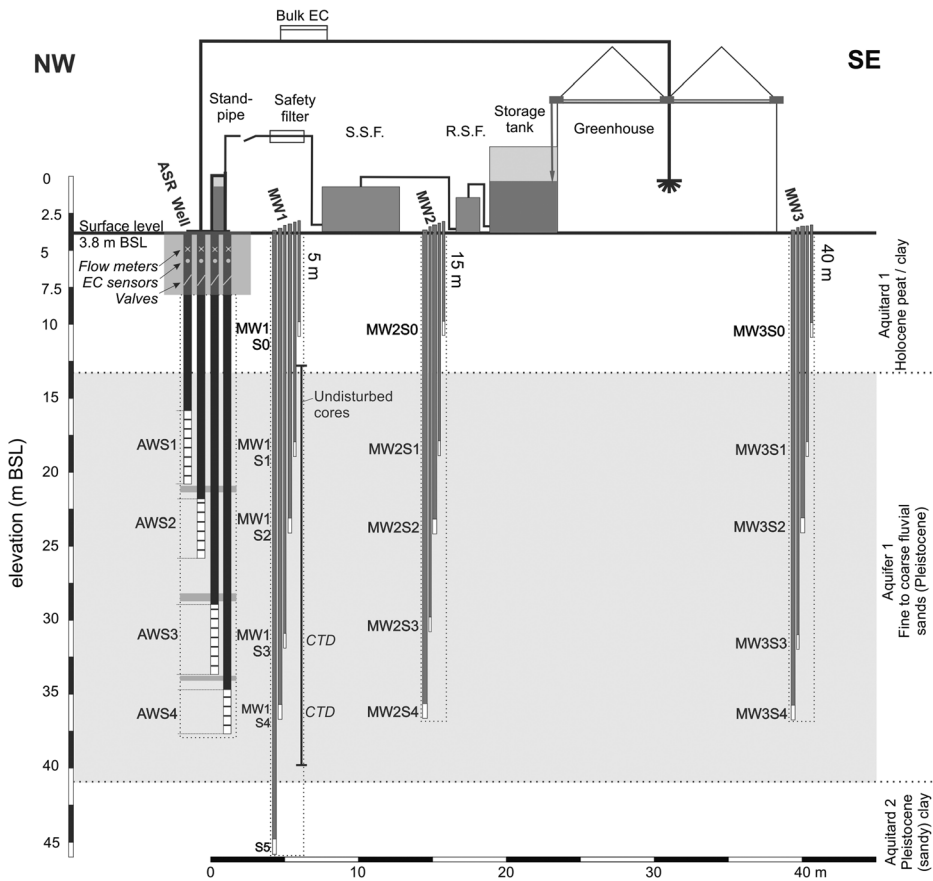 Bulk EC
NW
SE
Stand-
pipe
Safety
filter
S.S.F.
R.S.F.
Storage
tank
Greenhouse
ASR Well
MW1
MW2
MW3
Surface level
3.8 m BSL
Flow meters
EC sensors
Valves
5 m
15 m
40 m
0
2.5
5
7.5
10
15
20
25
30
35
40
45
elevation (m BSL)
MW1
S0
MW2S0
MW3S0
Undisturbed
cores
AWS1
MW1
S1
MW2S1
MW3S1
AWS2
MW1
S2
MW2S2
MW3S2
AWS3
MW1
S3
CTD
MW2S3
MW3S3
AWS4
MW1
S4
CTD
MW2S4
MW3S4
S5
Aquitard 1
Holocene peat / clay
Aquifer 1
Fine to coarse fluvial
sands (Pleistocene)
Aquitard 2
Pleistocene
(sandy) clay
0
10
20
30
40 m